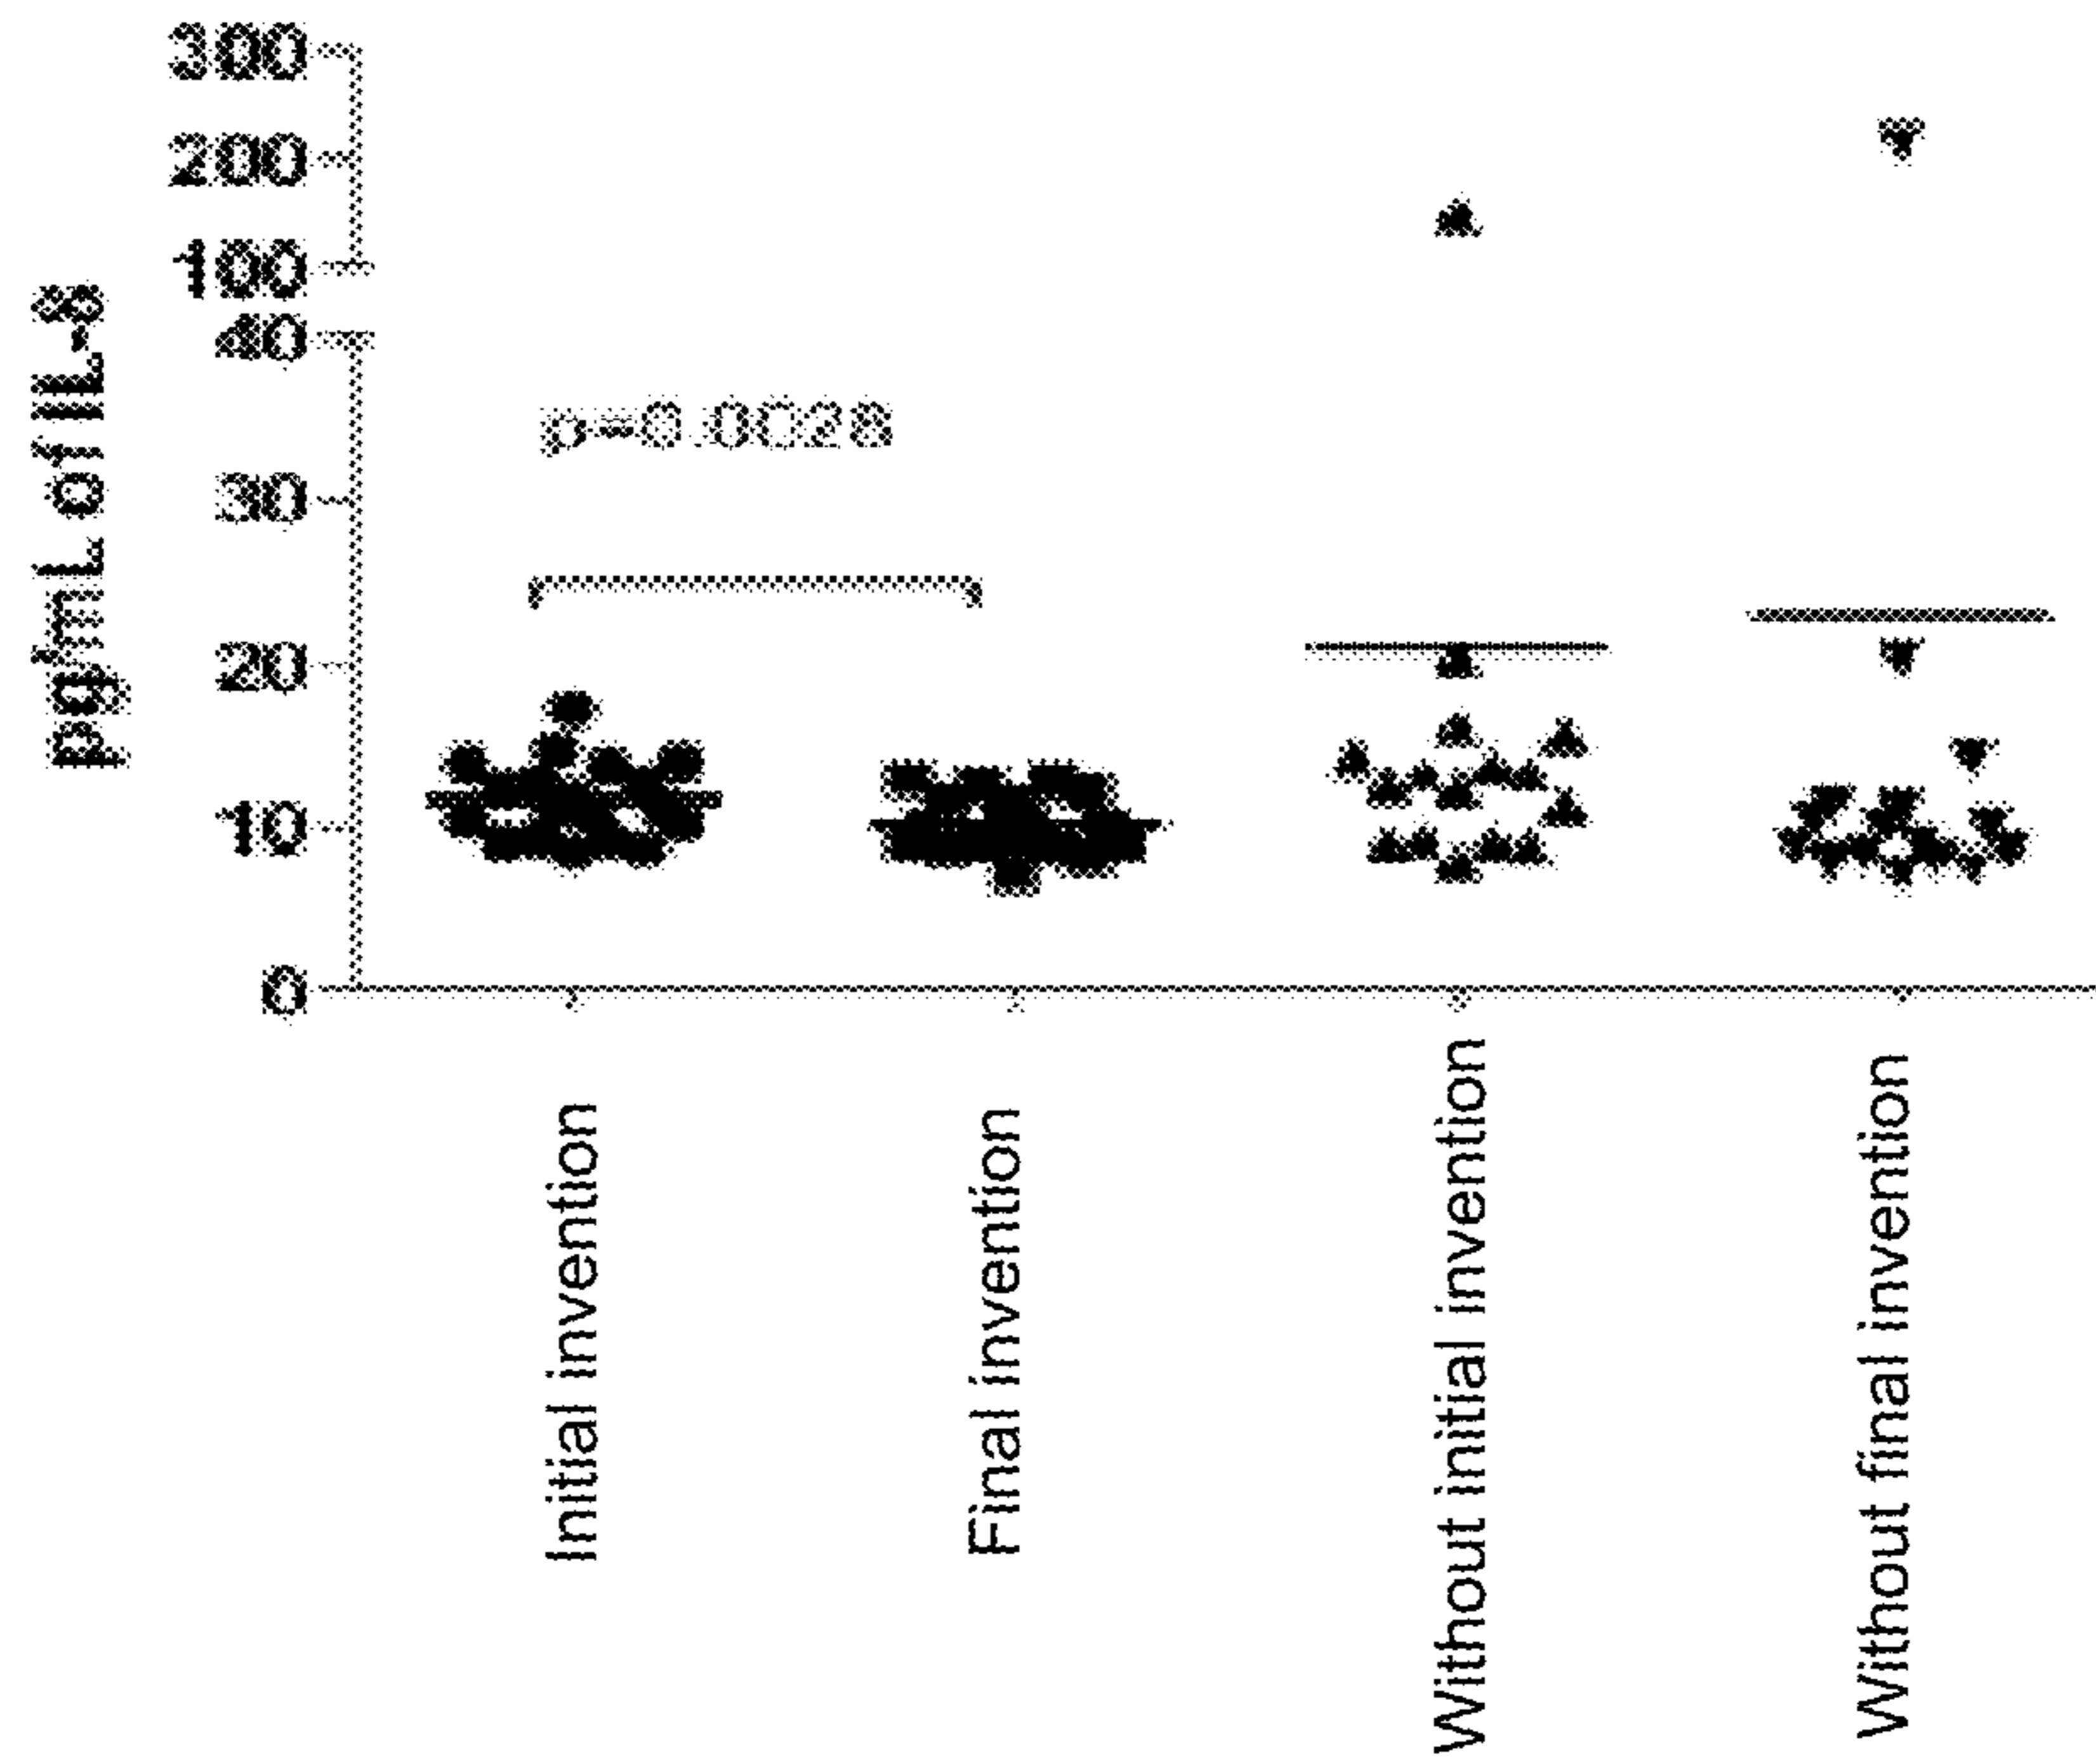 300
200
100
40
30
20
10
0
pg/mL of IL-8
p=0.0028
Initial invention
Final invention
Without initial invention
Without final invention